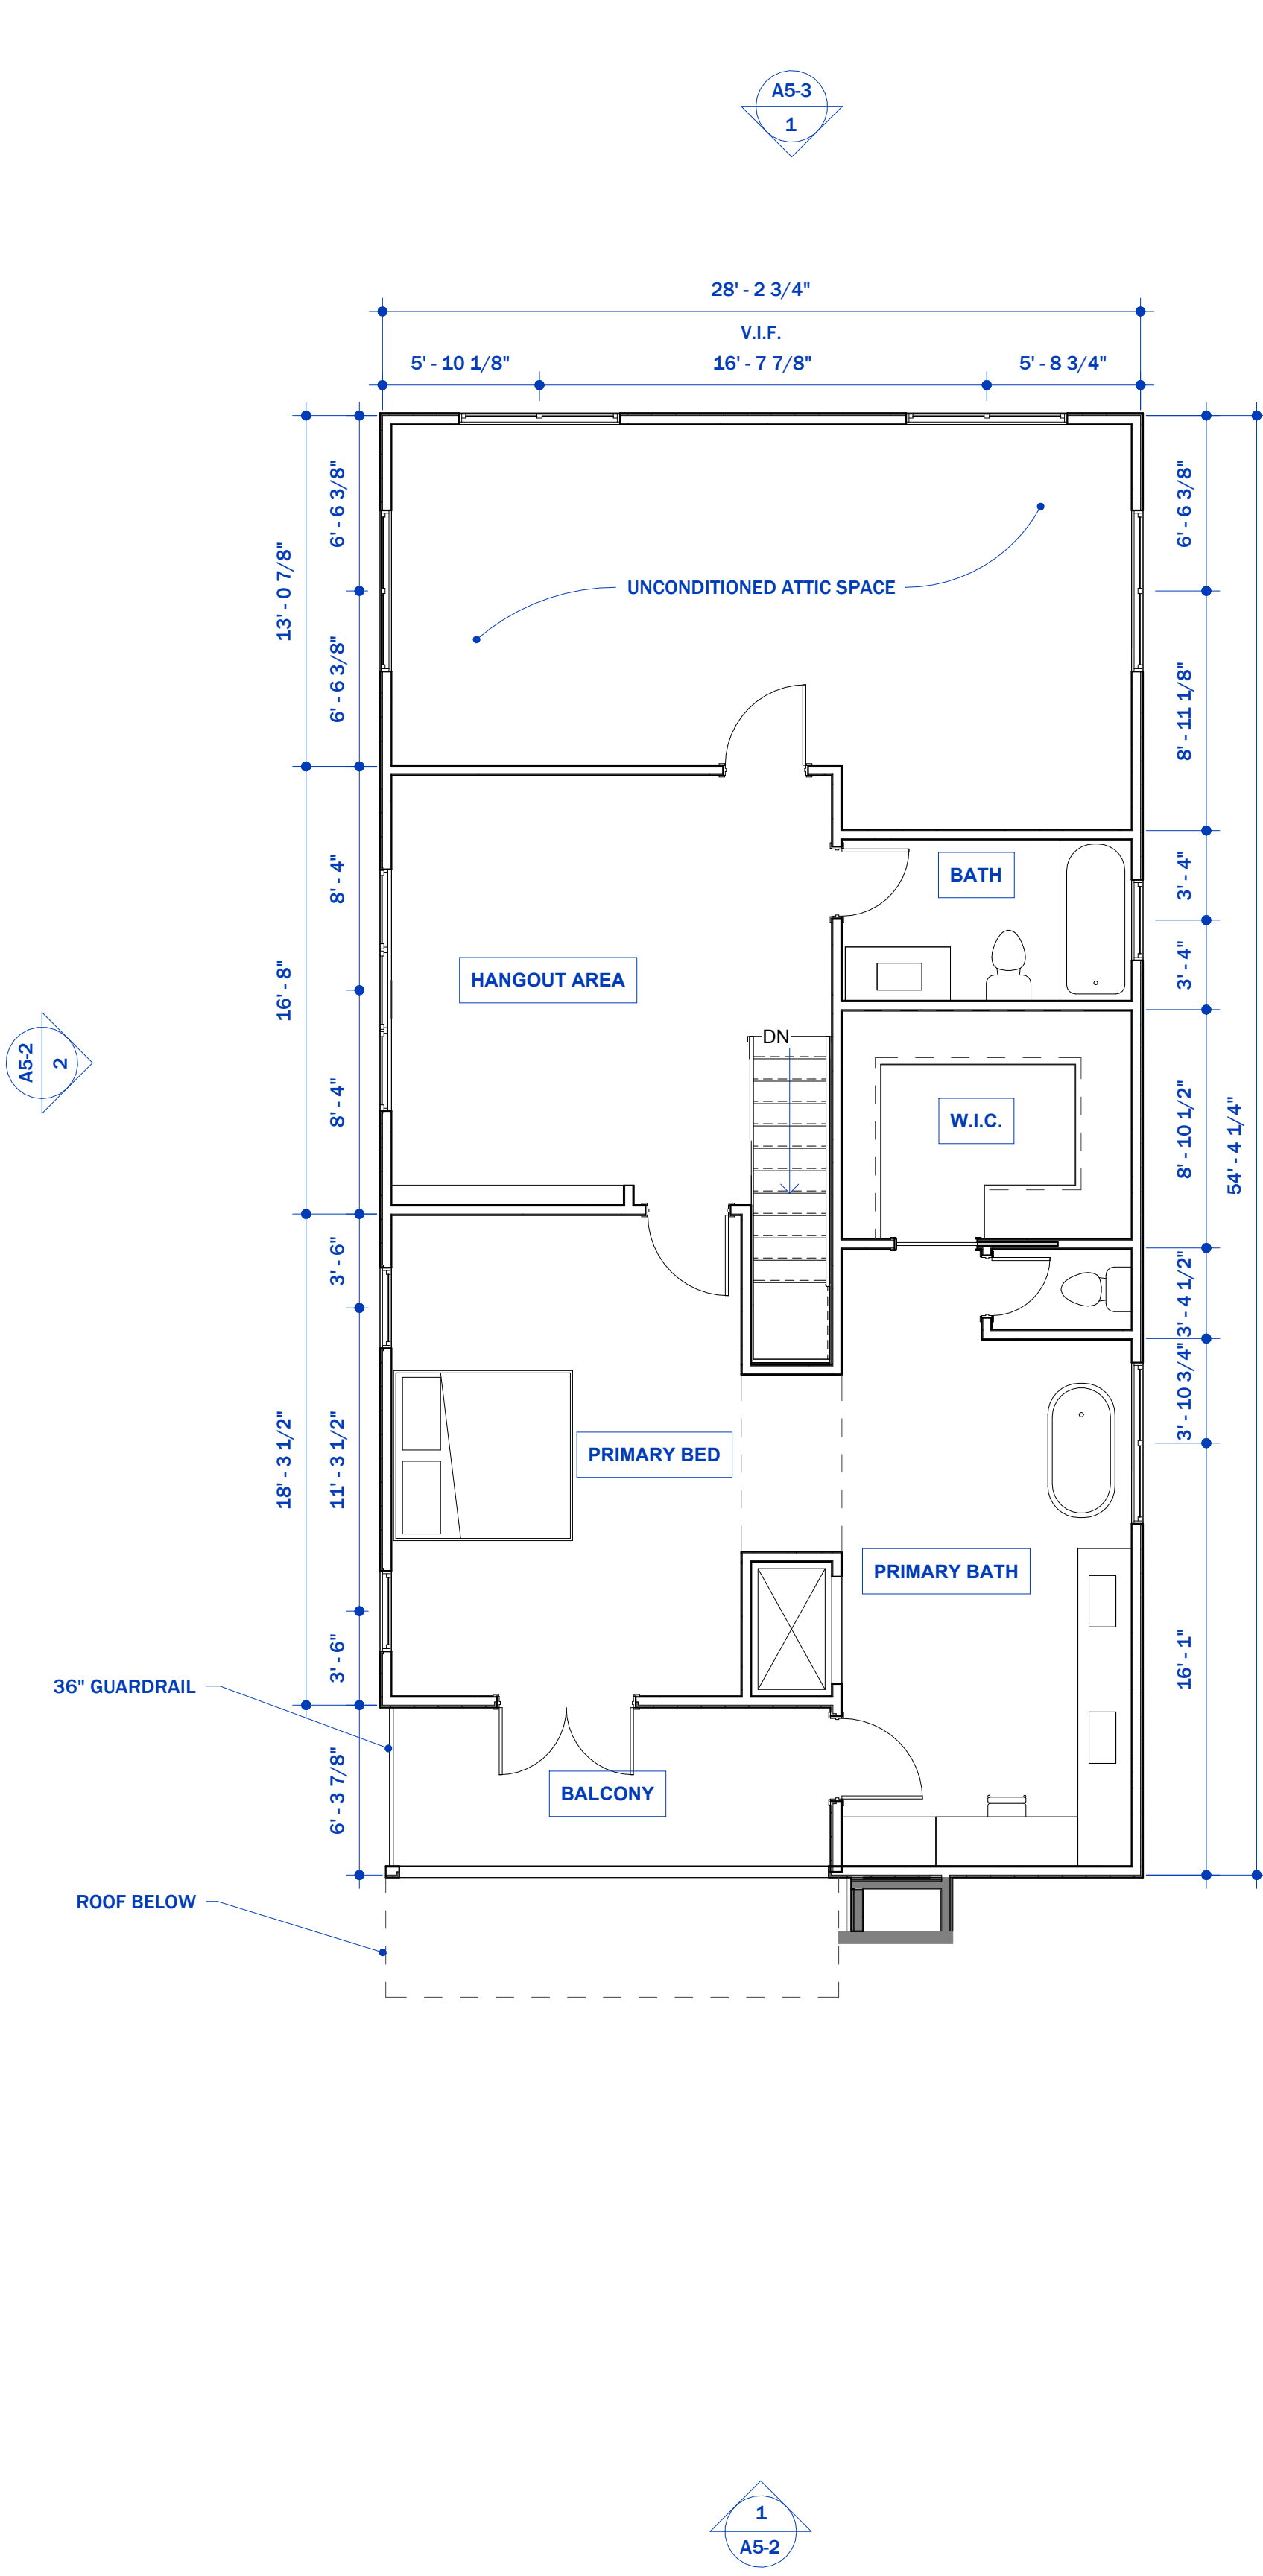 A5-3
1
28' - 2 3/4"
V.I.F.
5' - 10 1/8"
16' - 7 7/8"
5' - 8 3/4"
6' - 6 3/8"
6' - 6 3/8"
13' - 0 7/8"
UNCONDITIONED ATTIC SPACE
6' - 6 3/8"
8' - 11 1/8"
8' - 4"
BATH
3' - 4"
16' - 8"
HANGOUT AREA
3' - 4"
A5-2
2
DN
8' - 4"
W.I.C.
8' - 10 1/2"
54' - 4 1/4"
3' - 6"
3' - 4 1/2"
3' - 10 3/4"
18' - 3 1/2"
11' - 3 1/2"
PRIMARY BED
PRIMARY BATH
3' - 6"
16' - 1"
36" GUARDRAIL
6' - 3 7/8"
BALCONY
ROOF BELOW
1
A5-2